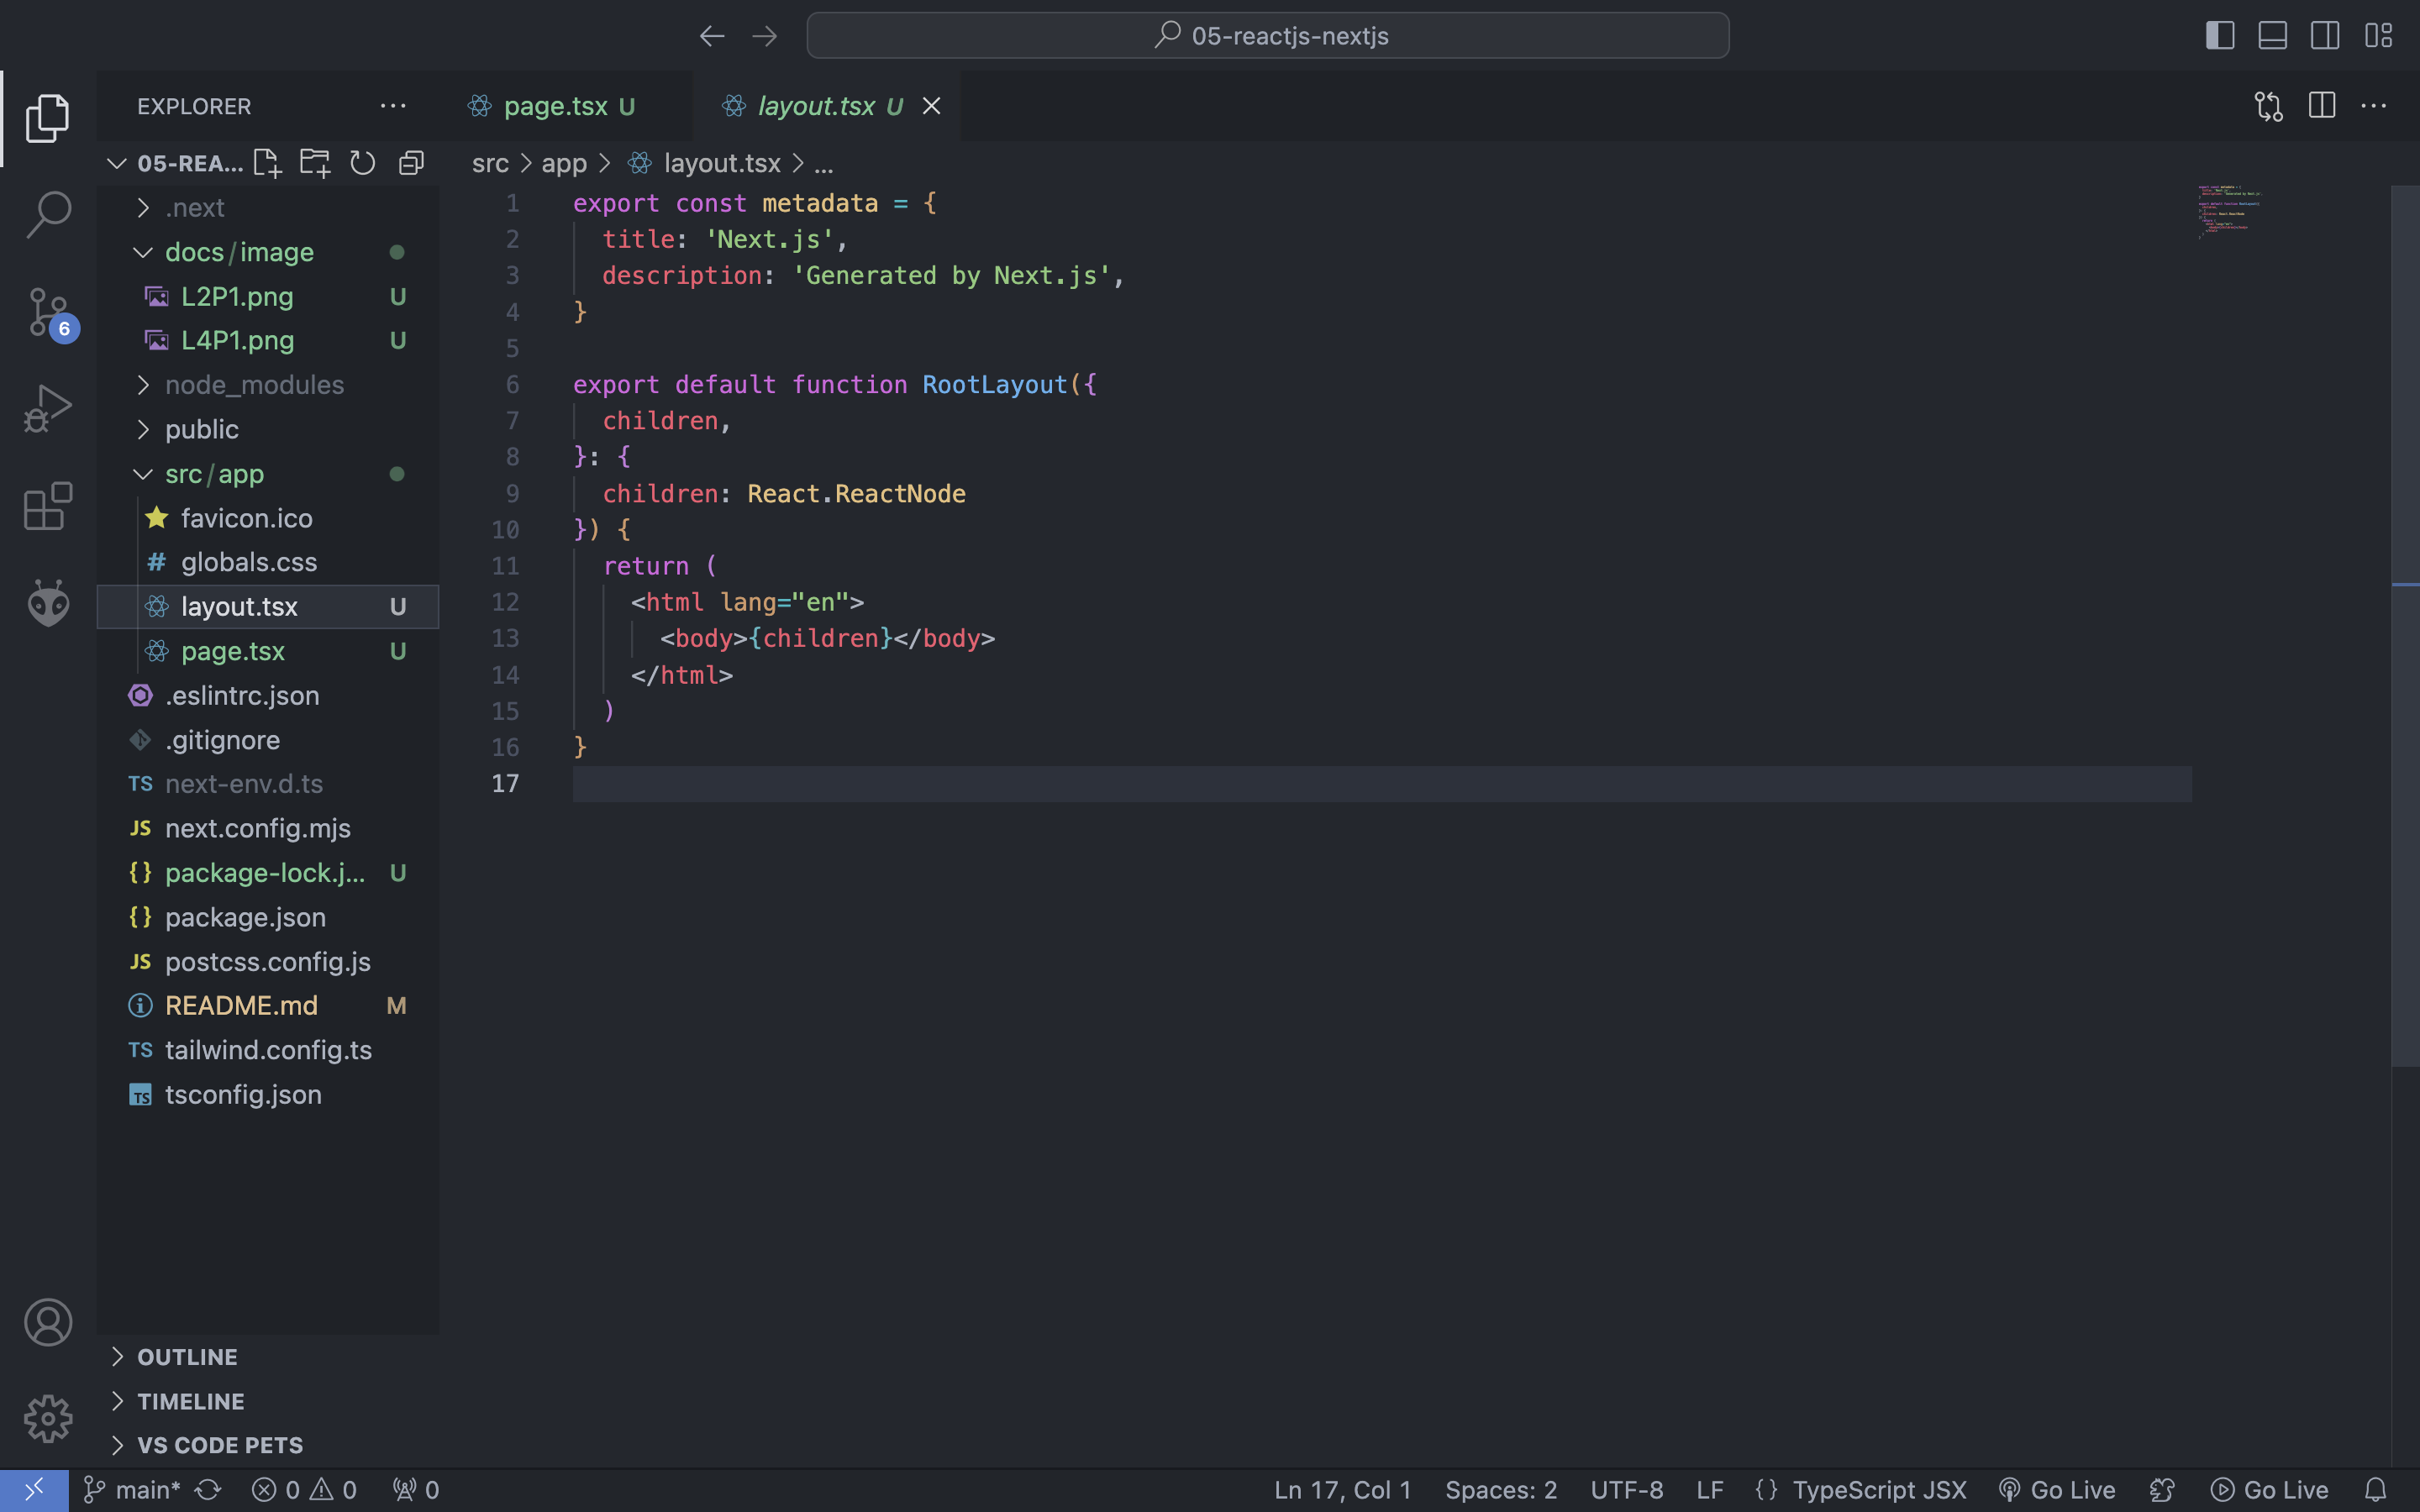 05-reactjs-nextjs
EXPLORER
page.tsx U
layout.tsx U
05-REA...
src > app > layout.tsx > ...
.next
docs/image
L2P1.png U
L4P1.png U
node_modules
public
src/app
favicon.ico
# globals.css
layout.tsx U
page.tsx U
.eslintrc.json
.gitignore
TS next-env.d.ts
JS next.config.mjs
{} package-lock.j... U
{} package.json
JS postcss.config.js
README.md M
TS tailwind.config.ts
TS tsconfig.json
OUTLINE
TIMELINE
VS CODE PETS
6
1 export const metadata = {
2 title: 'Next.js',
3 description: 'Generated by Next.js',
4 }
5
6 export default function RootLayout({
7 children,
8 }: {
9 children: React.ReactNode
10 }) {
11 return (
12 <html lang="en">
13 <body>{children}</body>
14 </html>
15 )
16 }
17
main* 0 0 0 Ln 17, Col 1 Spaces: 2 UTF-8 LF {} TypeScript JSX Go Live Go Live